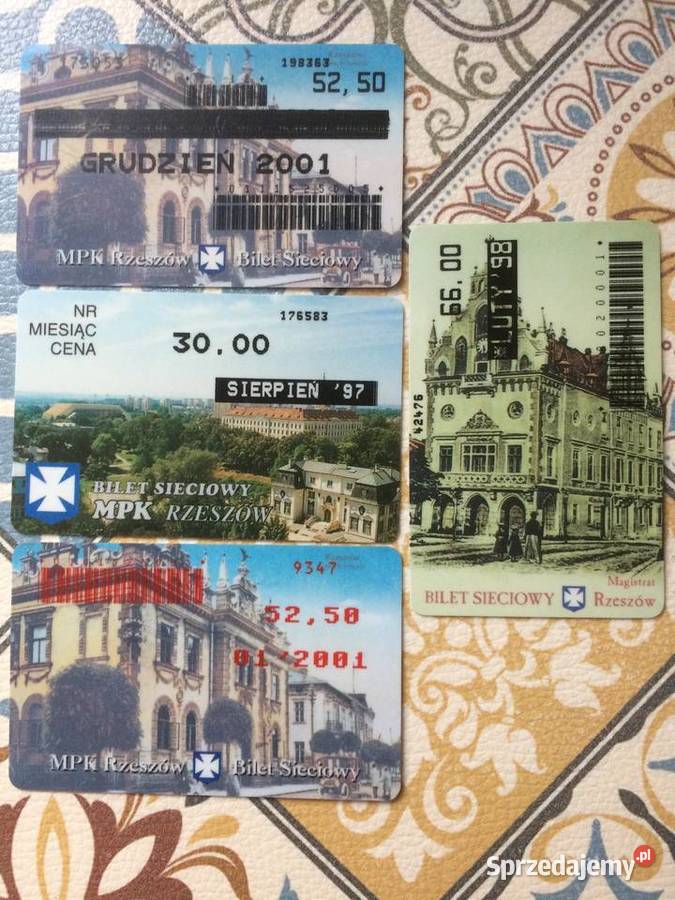 198363
52,50
GRUDZIEŃ 2001
MPK Rzeszów Bilet Sieciowy
NR
MIESIĄC
CENA
176583
30.00
SIERPIEŃ '97
BILET SIECIOWY
MPK RZESZÓW
9347
52,50
01/2001
MPK Rzeszów Bilet Sieciowy
66.00
LUTY '98
020001
42476
Magistrat
BILET SIECIOWY Rzeszów
Sprzedajemy.pl